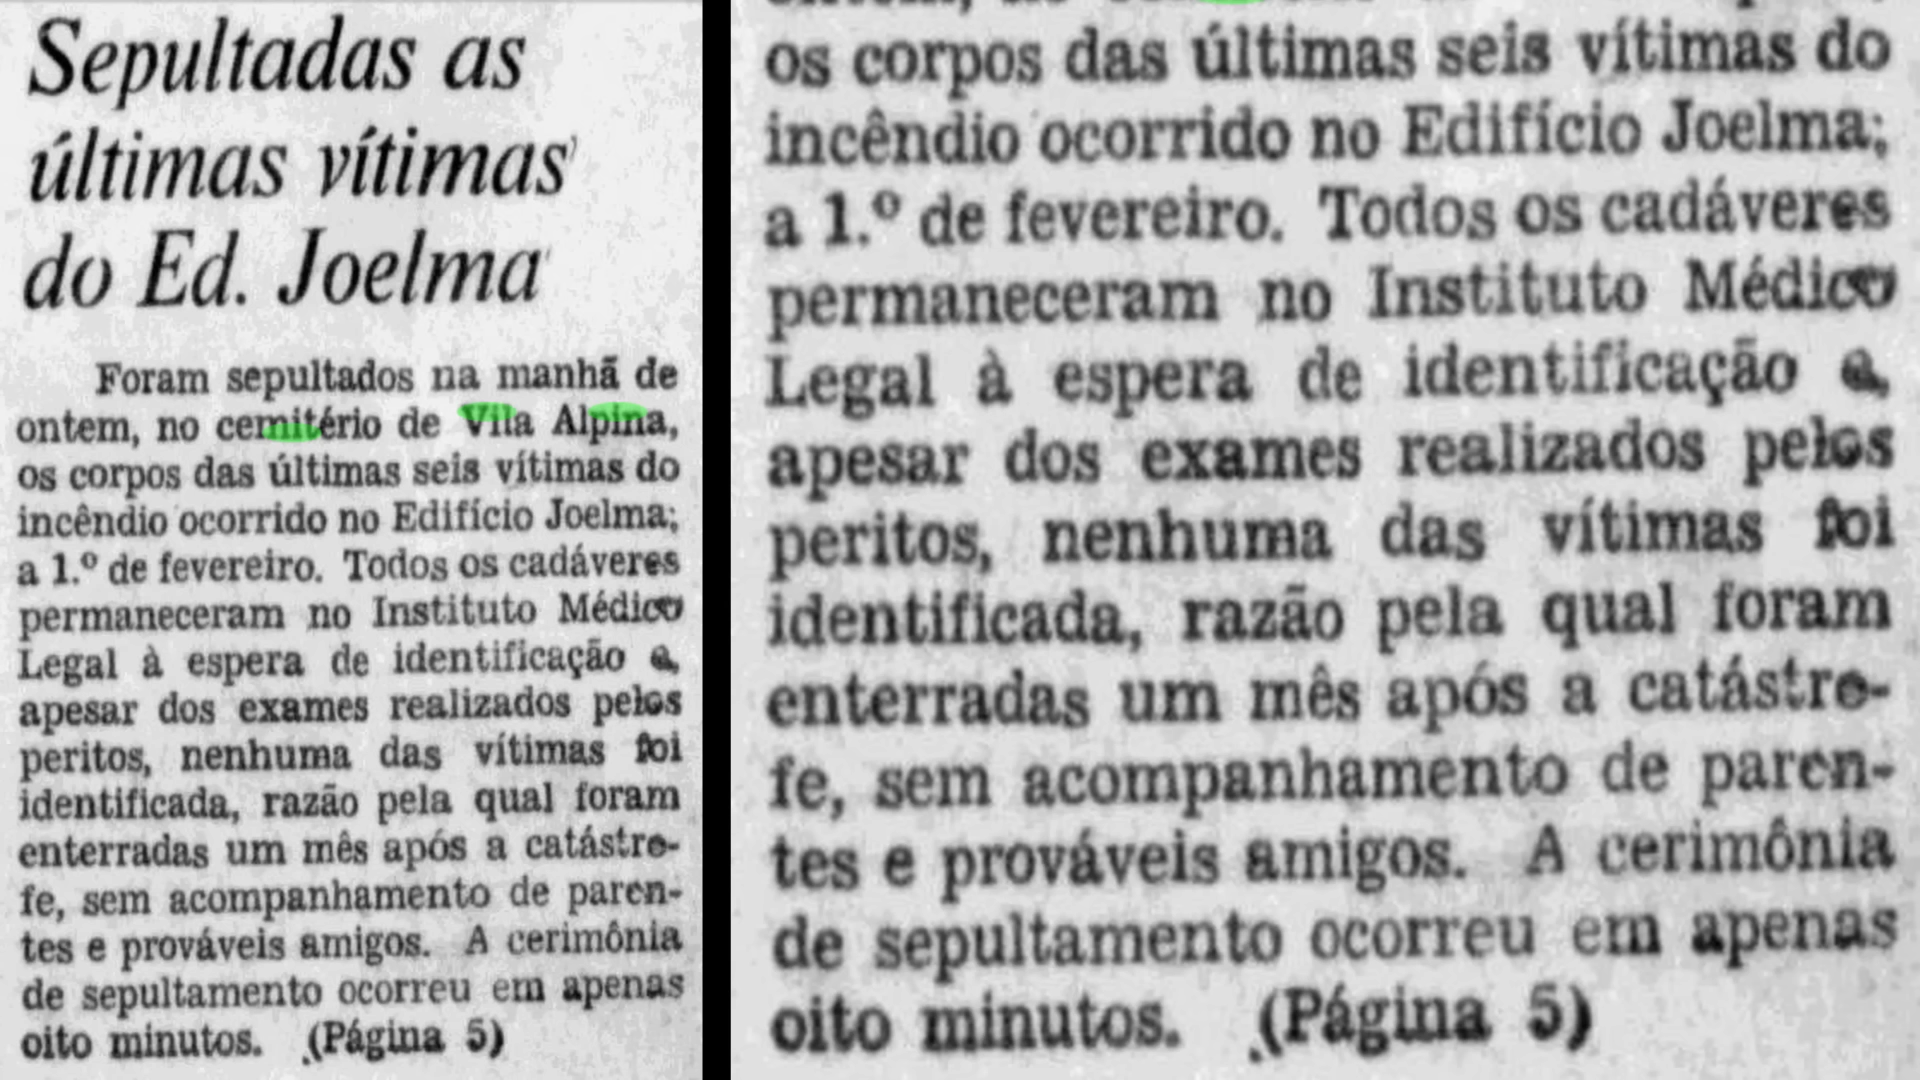 Sepultadas as
últimas vítimas
do Ed. Joelma
Foram sepultados na manhã de
ontem, no cemitério de Vila Alpina,
os corpos das últimas seis vítimas do
incêndio ocorrido no Edifício Joelma;
a 1.º de fevereiro. Todos os cadáveres
permaneceram no Instituto Médico
Legal à espera de identificação e,
apesar dos exames realizados pelos
peritos, nenhuma das vítimas foi
identificada, razão pela qual foram
enterradas um mês após a catástro-
fe, sem acompanhamento de paren-
tes e prováveis amigos. A cerimônia
de sepultamento ocorreu em apenas
oito minutos. (Página 5)
os corpos das últimas seis vítimas do
incêndio ocorrido no Edifício Joelma;
a 1.º de fevereiro. Todos os cadáveres
permaneceram no Instituto Médico
Legal à espera de identificação e,
apesar dos exames realizados pelos
peritos, nenhuma das vítimas foi
identificada, razão pela qual foram
enterradas um mês após a catástro-
fe, sem acompanhamento de paren-
tes e prováveis amigos. A cerimônia
de sepultamento ocorreu em apenas
oito minutos. (Página 5)